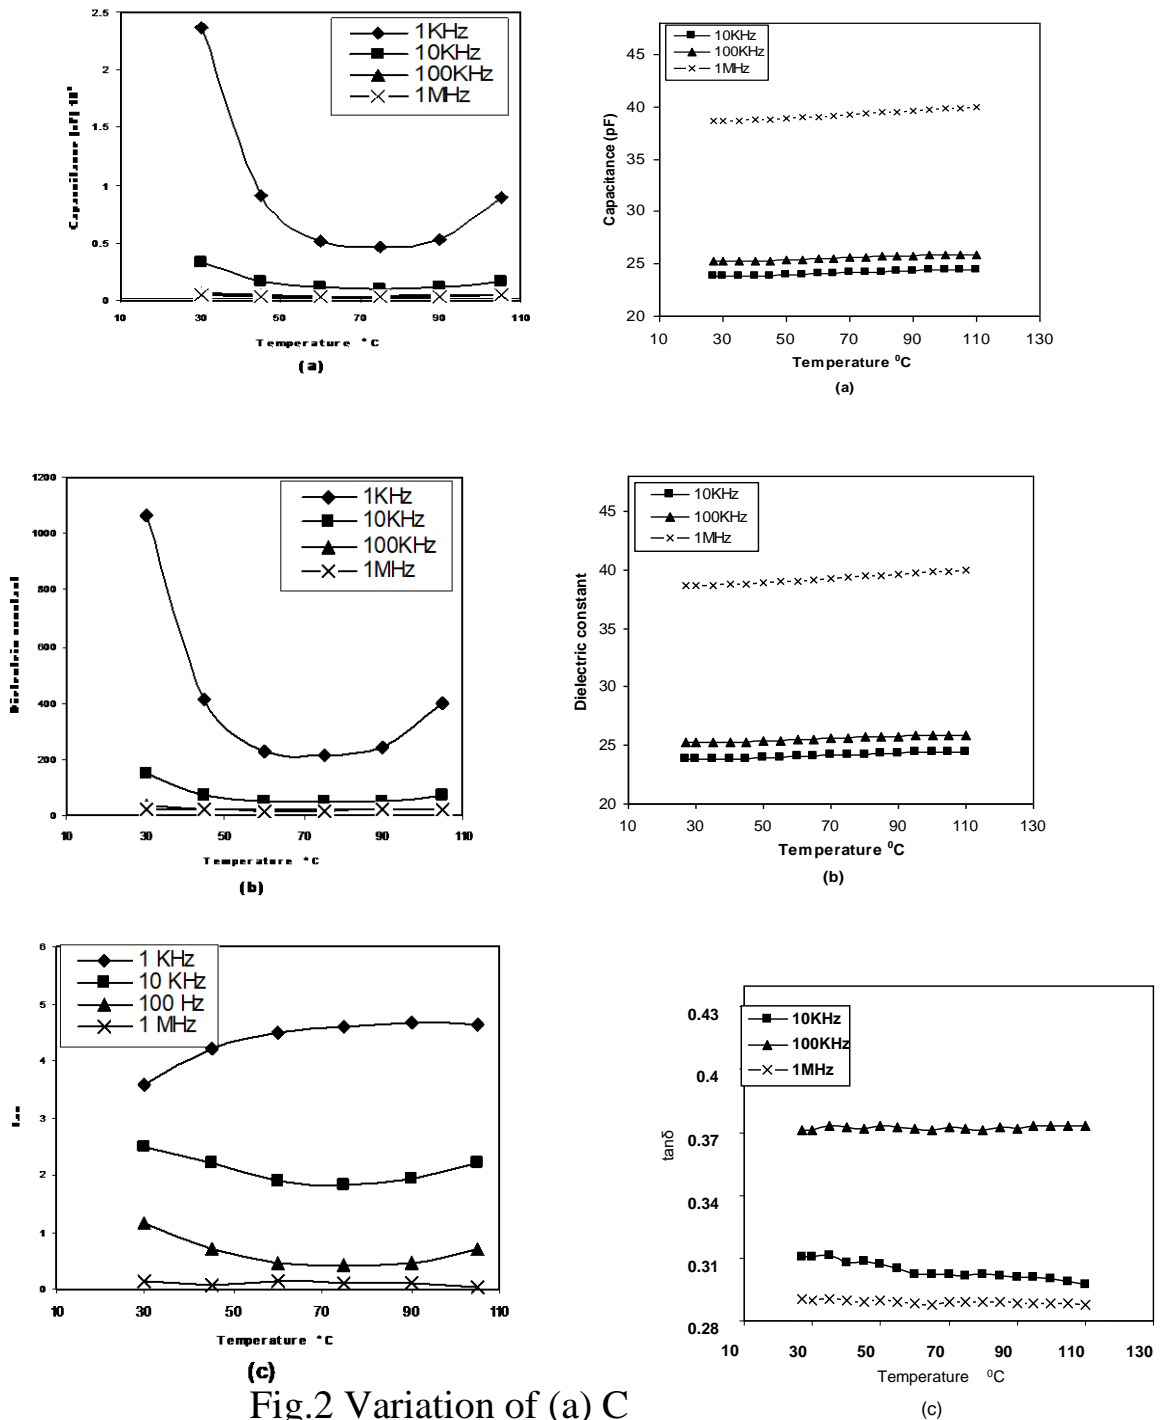 2.5
2
1.5
1
0.5
0
10 30 50 70 90 110
1KHz
10KHz
100KHz
1MHz
Temperature °C
(a)
45
40
35
30
25
20
10 30 50 70 90 110 130
10KHz
100KHz
1MHz
Capacitance (pF)
Temperature ⁰C
(a)
1200
1000
800
600
400
200
0
10 30 50 70 90 110
1KHz
10KHz
100KHz
1MHz
Temperature °C
(b)
45
40
35
30
25
20
10 30 50 70 90 110 130
10KHz
100KHz
1MHz
Dielectric constant
Temperature ⁰C
(b)
6
5
4
3
2
1
0
10 30 50 70 90 110
1 KHz
10 KHz
100 Hz
1 MHz
Temperature °C
(c)
0.43
0.4
0.37
0.34
0.31
0.28
10 30 50 70 90 110 130
10KHz
100KHz
1MHz
tanδ
Temperature ⁰C
(c)
Fig.2 Variation of (a) C